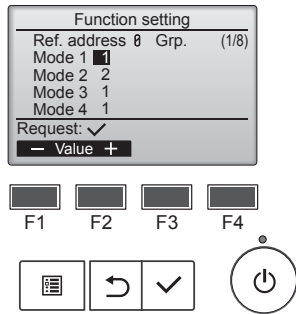 Function setting
Ref. address 0 Grp. (1/8)
Mode 1 1
Mode 2 2
Mode 3 1
Mode 4 1
Request: ✓
− Value +
F1 F2 F3 F4